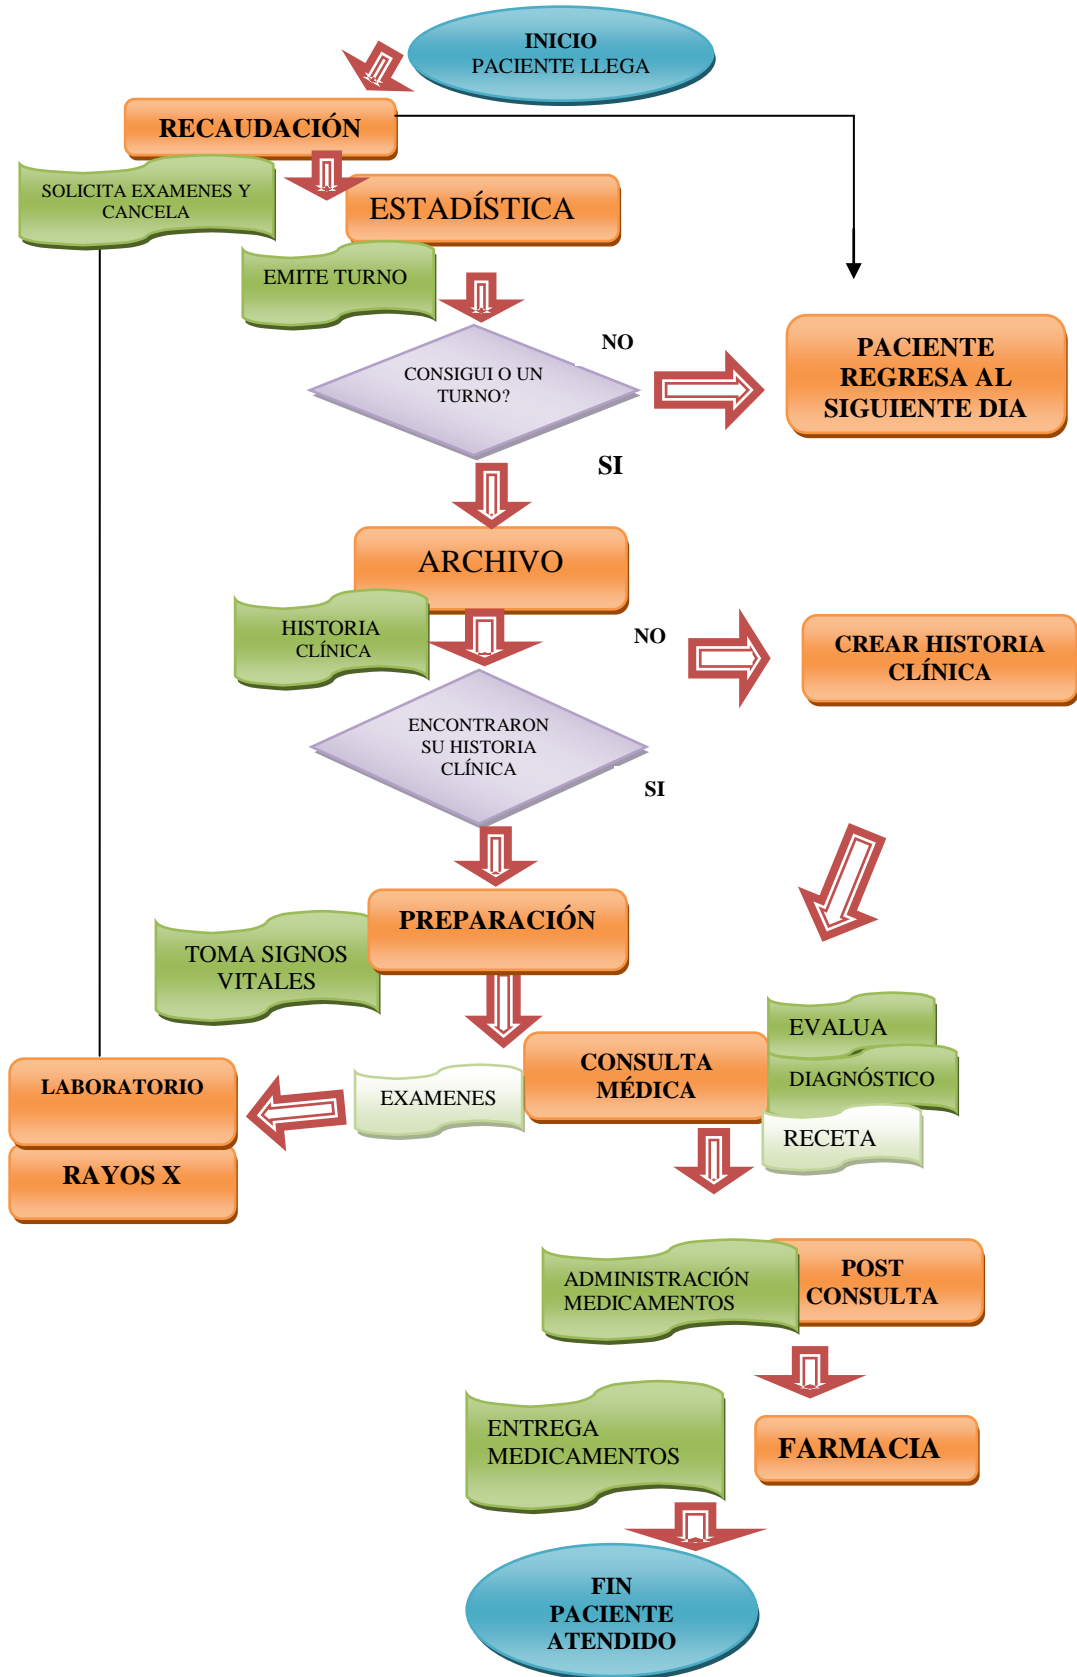 INICIO
PACIENTE LLEGA
RECAUDACIÓN
SOLICITA EXAMENES Y
CANCELA
ESTADÍSTICA
EMITE TURNO
CONSIGUI O UN
TURNO?
NO
PACIENTE
REGRESA AL
SIGUIENTE DIA
SI
ARCHIVO
HISTORIA
CLÍNICA
NO
CREAR HISTORIA
CLÍNICA
ENCONTRARON
SU HISTORIA
CLÍNICA
SI
PREPARACIÓN
TOMA SIGNOS
VITALES
EVALUA
CONSULTA
MÉDICA
DIAGNÓSTICO
RECETA
EXAMENES
LABORATORIO
RAYOS X
ADMINISTRACIÓN
MEDICAMENTOS
POST
CONSULTA
ENTREGA
MEDICAMENTOS
FARMACIA
FIN
PACIENTE
ATENDIDO